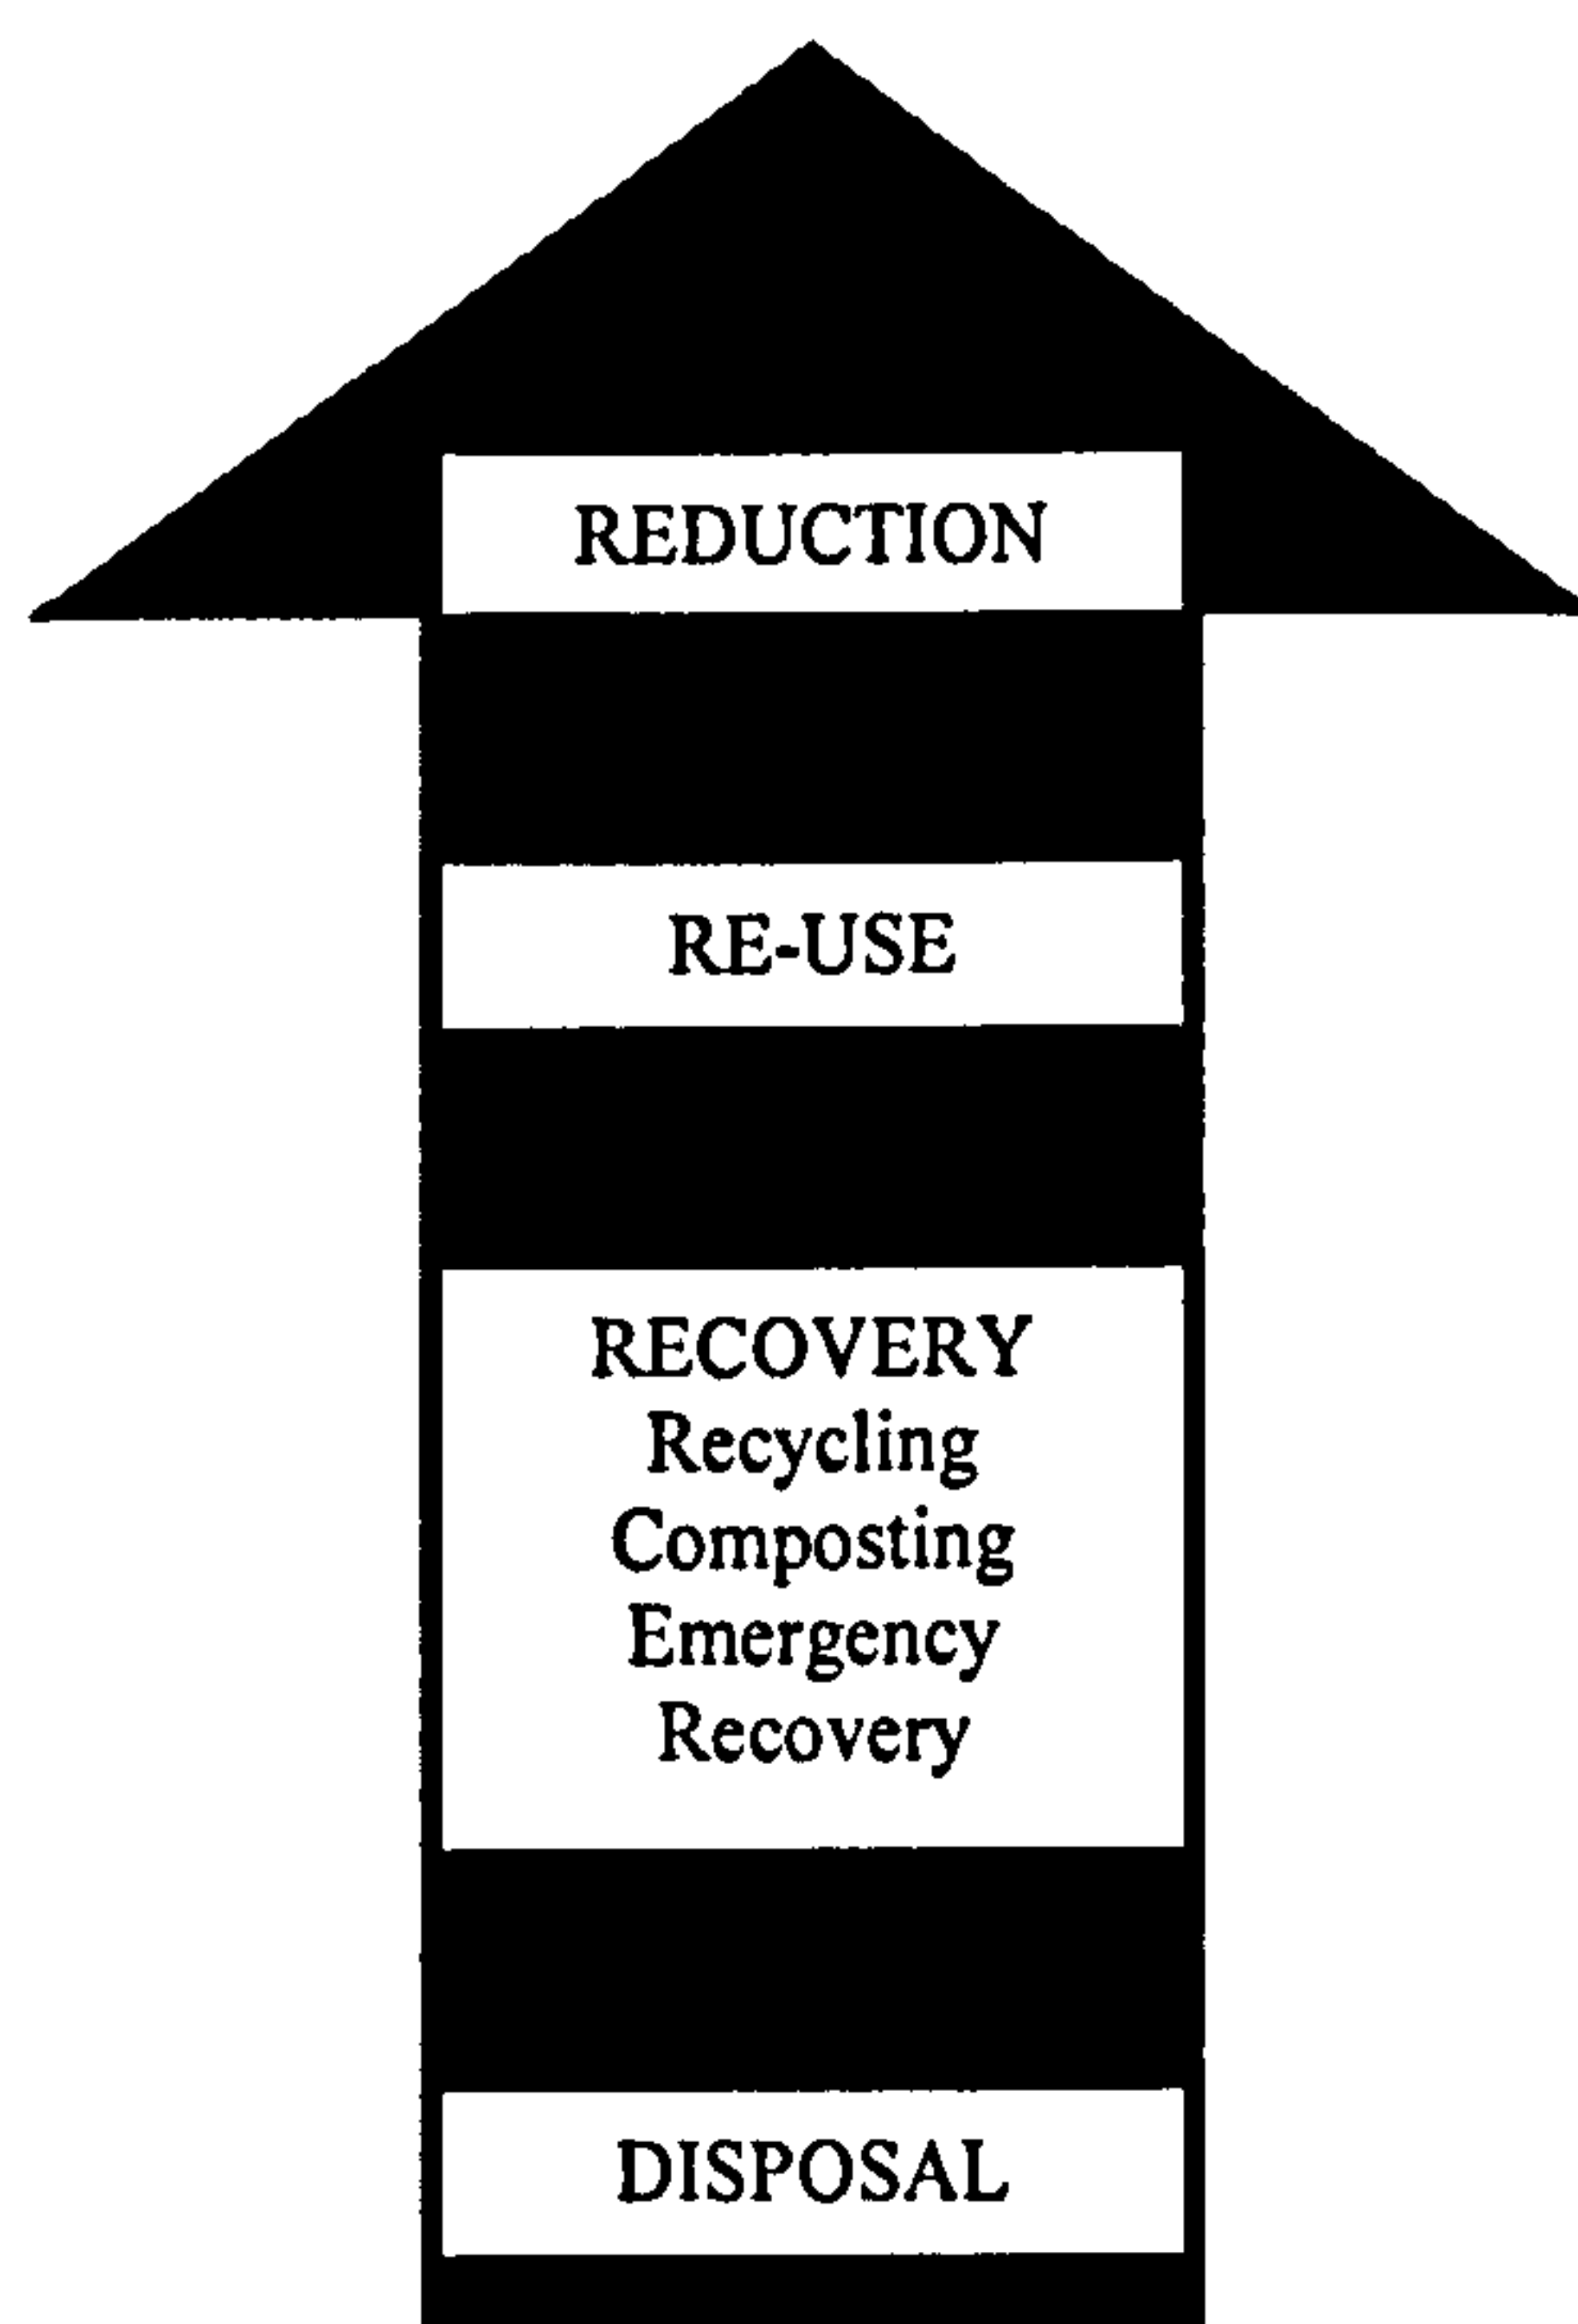 REDUCTION
RE-USE
RECOVERY
Recycling
Composting
Emergency
Recovery
DISPOSAL